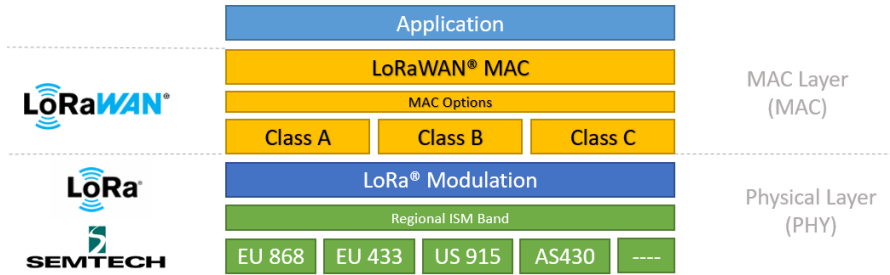 Application
LoRaWAN® MAC
MAC Options
Class A Class B Class C
LoRaWAN®
MAC Layer
(MAC)
LoRa® Modulation
Regional ISM Band
EU 868 EU 433 US 915 AS430 ----
LoRa®
SEMTECH
Physical Layer
(PHY)